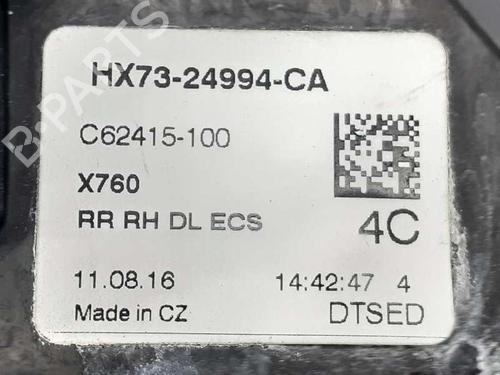 HX73-24994-CA
C62415-100
X760
RR RH DL ECS
4C
11.08.16 14:42:47 4
Made in CZ DTSED
B-PARTS